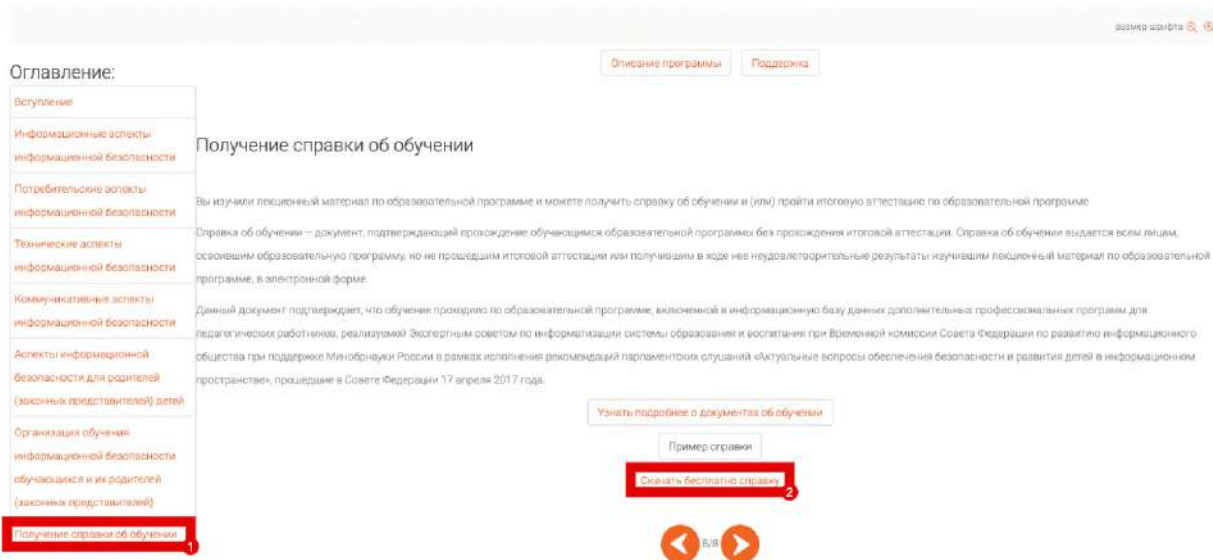 размер шрифта
Описание программы
Поддержка
Оглавление:
Вступление
Информационные аспекты
информационной безопасности
Потребительские аспекты
информационной безопасности
Технические аспекты
информационной безопасности
Коммуникативные аспекты
информационной безопасности
Аспекты информационной
безопасности для родителей
(законных представителей) детей
Организация обучения
информационной безопасности
обучающихся и их родителей
(законных представителей)
Получение справки об обучении
1
Получение справки об обучении
Вы изучили лекционный материал по образовательной программе и можете получить справку об обучении и (или) пройти итоговую аттестацию по образовательной программе
Справка об обучении – документ, подтверждающий прохождение обучающимся образовательной программы без прохождения итоговой аттестации. Справка об обучении выдается всем лицам,
освоившим образовательную программу, но не прошедшим итоговой аттестации или получившим в ходе нее неудовлетворительные результаты изучившим лекционный материал по образовательной
программе, в электронной форме.
Данный документ подтверждает, что обучение проходило по образовательной программе, включенной в информационную базу данных дополнительных профессиональных программ для
педагогических работников, реализуемой Экспертным советом по информатизации системы образования и воспитания при Временной комиссии Совета Федерации по развитию информационного
общества при поддержке Минобрнауки России в рамках исполнения рекомендаций парламентских слушаний «Актуальные вопросы обеспечения безопасности и развития детей в информационном
пространстве», прошедшие в Совете Федерации 17 апреля 2017 года.
Узнать подробнее о документах об обучении
Пример справки
Скачать бесплатно справку
2
8/8